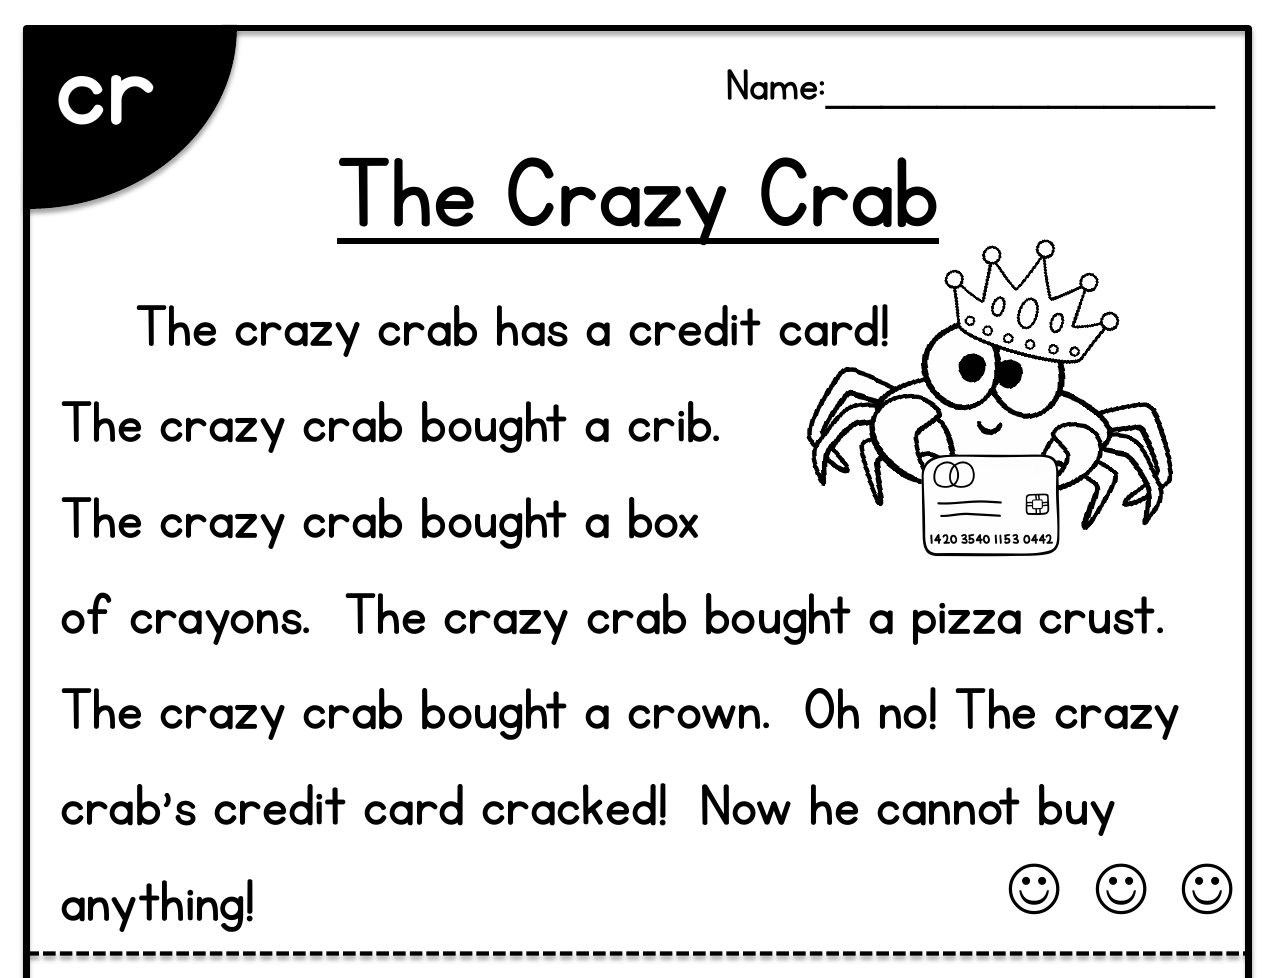 cr
Name:
The Crazy Crab
The crazy crab has a credit card!
The crazy crab bought a crib.
The crazy crab bought a box
of crayons. The crazy crab bought a pizza crust.
The crazy crab bought a crown. Oh no! The crazy
crab's credit card cracked! Now he cannot buy
anything!
1420 3540 1153 0442